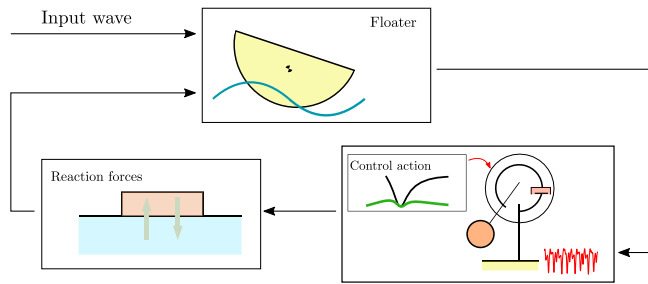 Input wave
Floater
Control action
Reaction forces